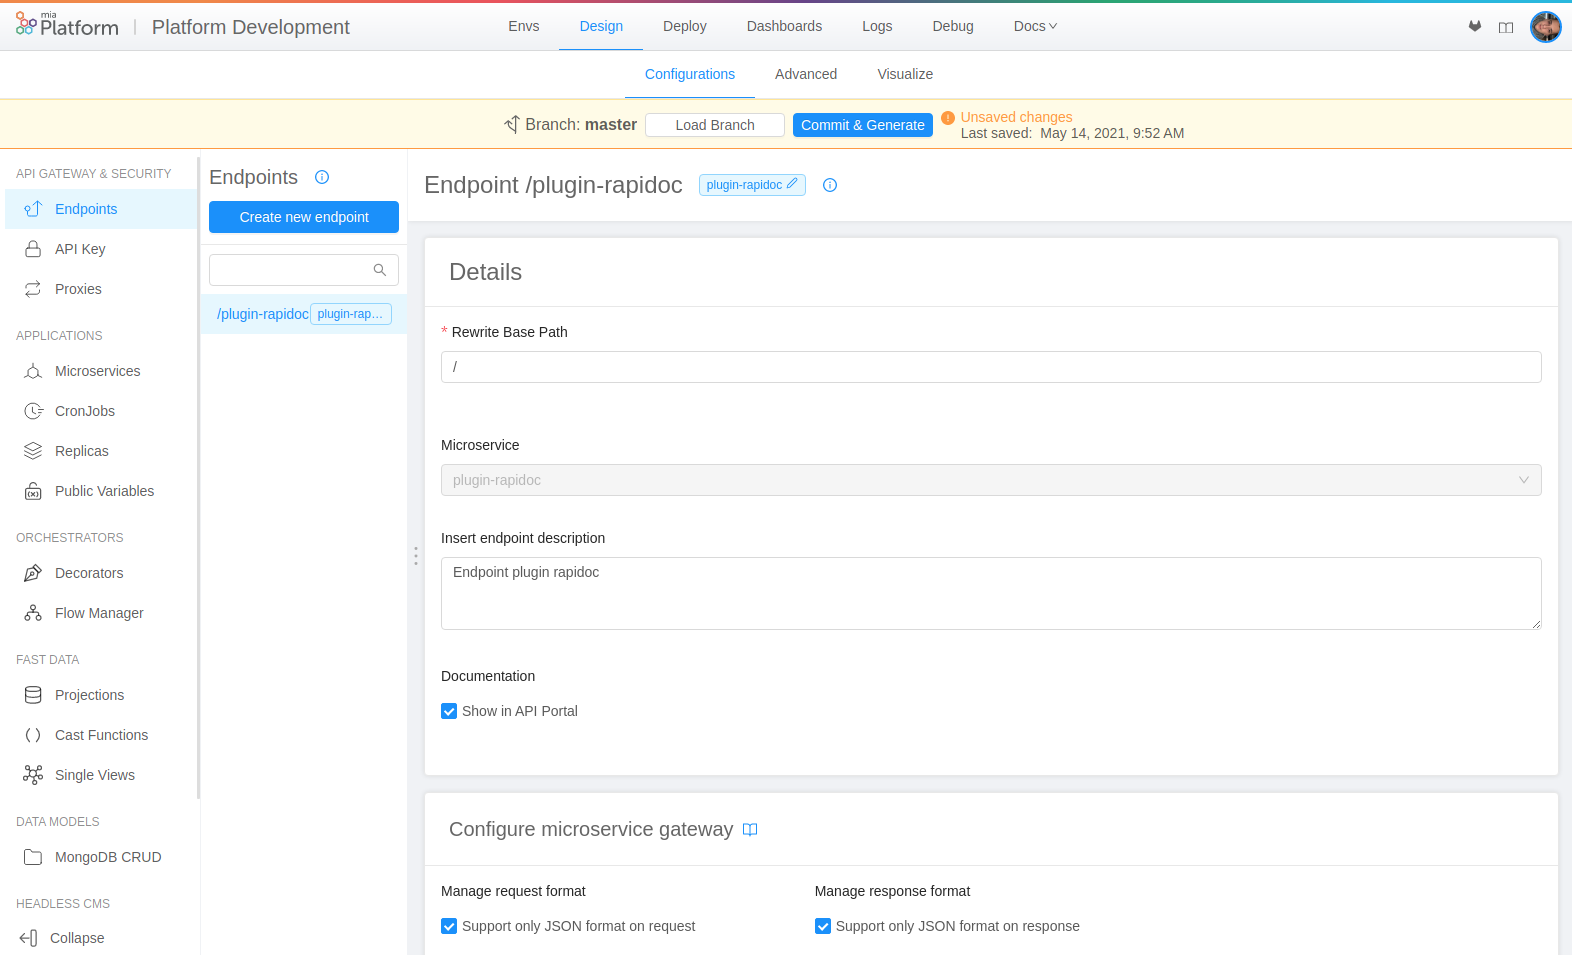 mia
Platform
Platform Development
Envs
Design
Deploy
Dashboards
Logs
Debug
Docs
Configurations
Advanced
Visualize
Branch: master
Load Branch
Commit & Generate
Unsaved changes
Last saved: May 14, 2021, 9:52 AM
API GATEWAY & SECURITY
Endpoints
API Key
Proxies
APPLICATIONS
Microservices
CronJobs
Replicas
Public Variables
ORCHESTRATORS
Decorators
Flow Manager
FAST DATA
Projections
Cast Functions
Single Views
DATA MODELS
MongoDB CRUD
HEADLESS CMS
Collapse
Endpoints
Create new endpoint
/plugin-rapidoc plugin-rap...
Endpoint /plugin-rapidoc
plugin-rapidoc
Details
* Rewrite Base Path
/
Microservice
plugin-rapidoc
Insert endpoint description
Endpoint plugin rapidoc
Documentation
Show in API Portal
Configure microservice gateway
Manage request format
Support only JSON format on request
Manage response format
Support only JSON format on response